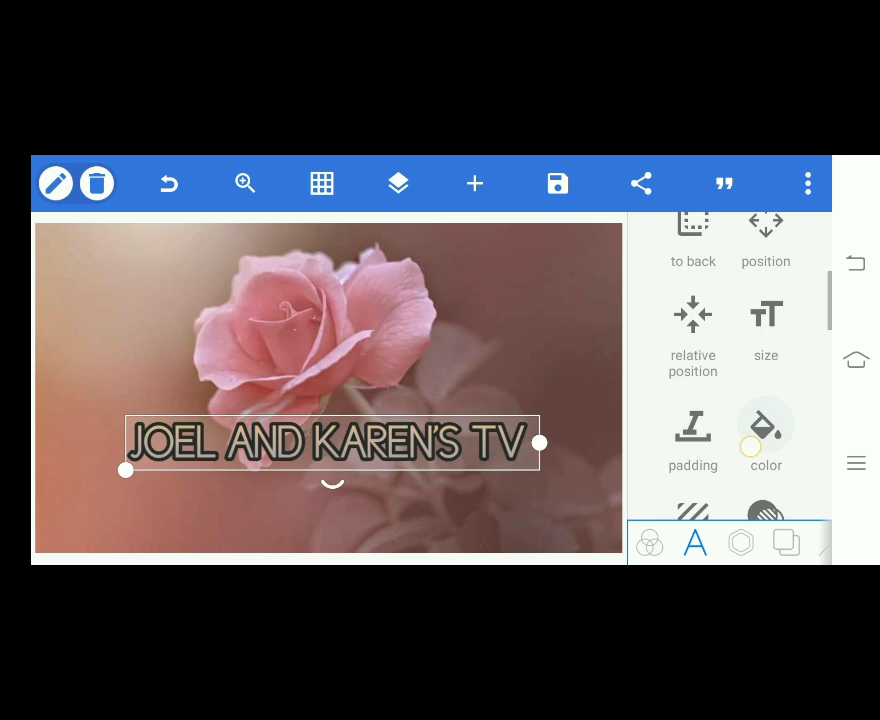 to back
position
relative
position
size
JOEL AND KAREN'S TV
padding
color